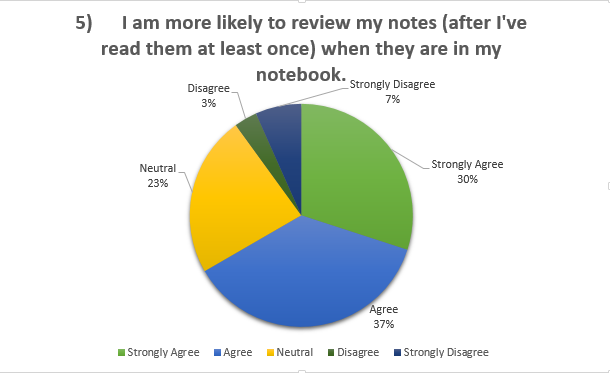 5) I am more likely to review my notes (after I've
read them at least once) when they are in my
notebook.
Disagree
3%
Strongly Disagree
7%
Neutral
23%
Strongly Agree
30%
Agree
37%
Strongly Agree Agree Neutral Disagree Strongly Disagree